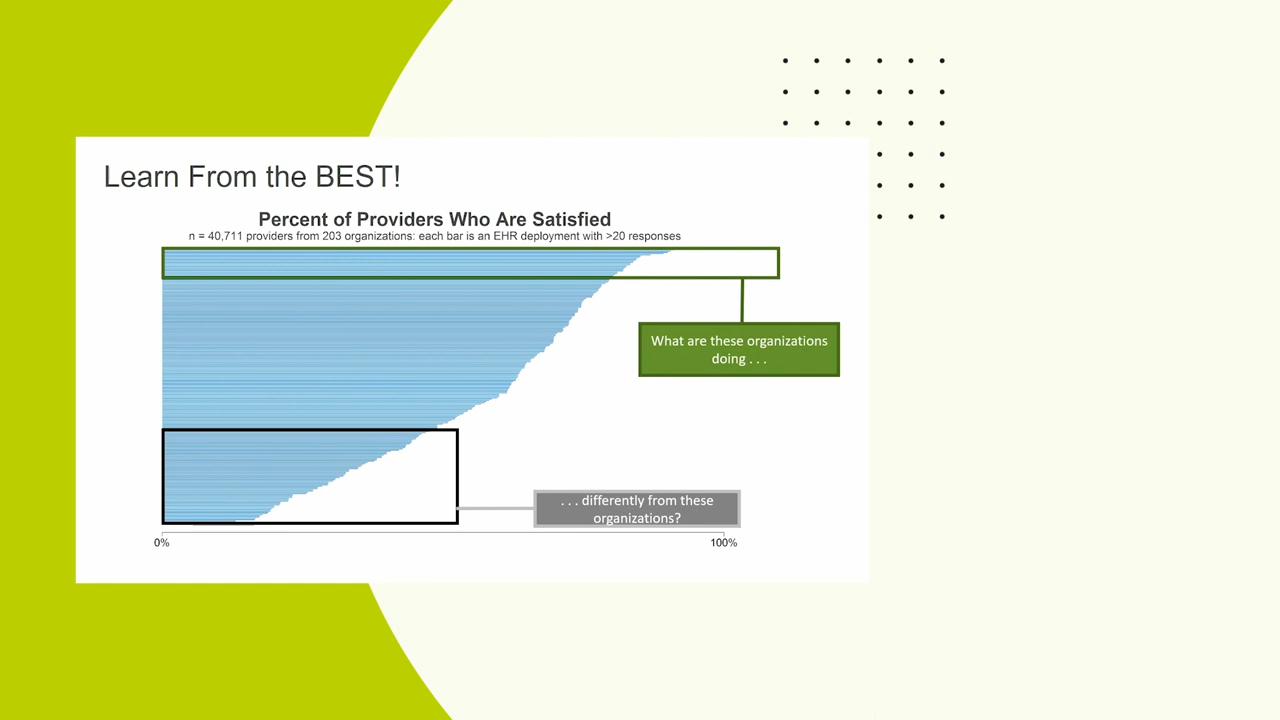 Learn From the BEST!
Percent of Providers Who Are Satisfied
n = 40,711 providers from 203 organizations: each bar is an EHR deployment with >20 responses
What are these organizations
doing . . .
. . . differently from these
organizations?
0%
100%